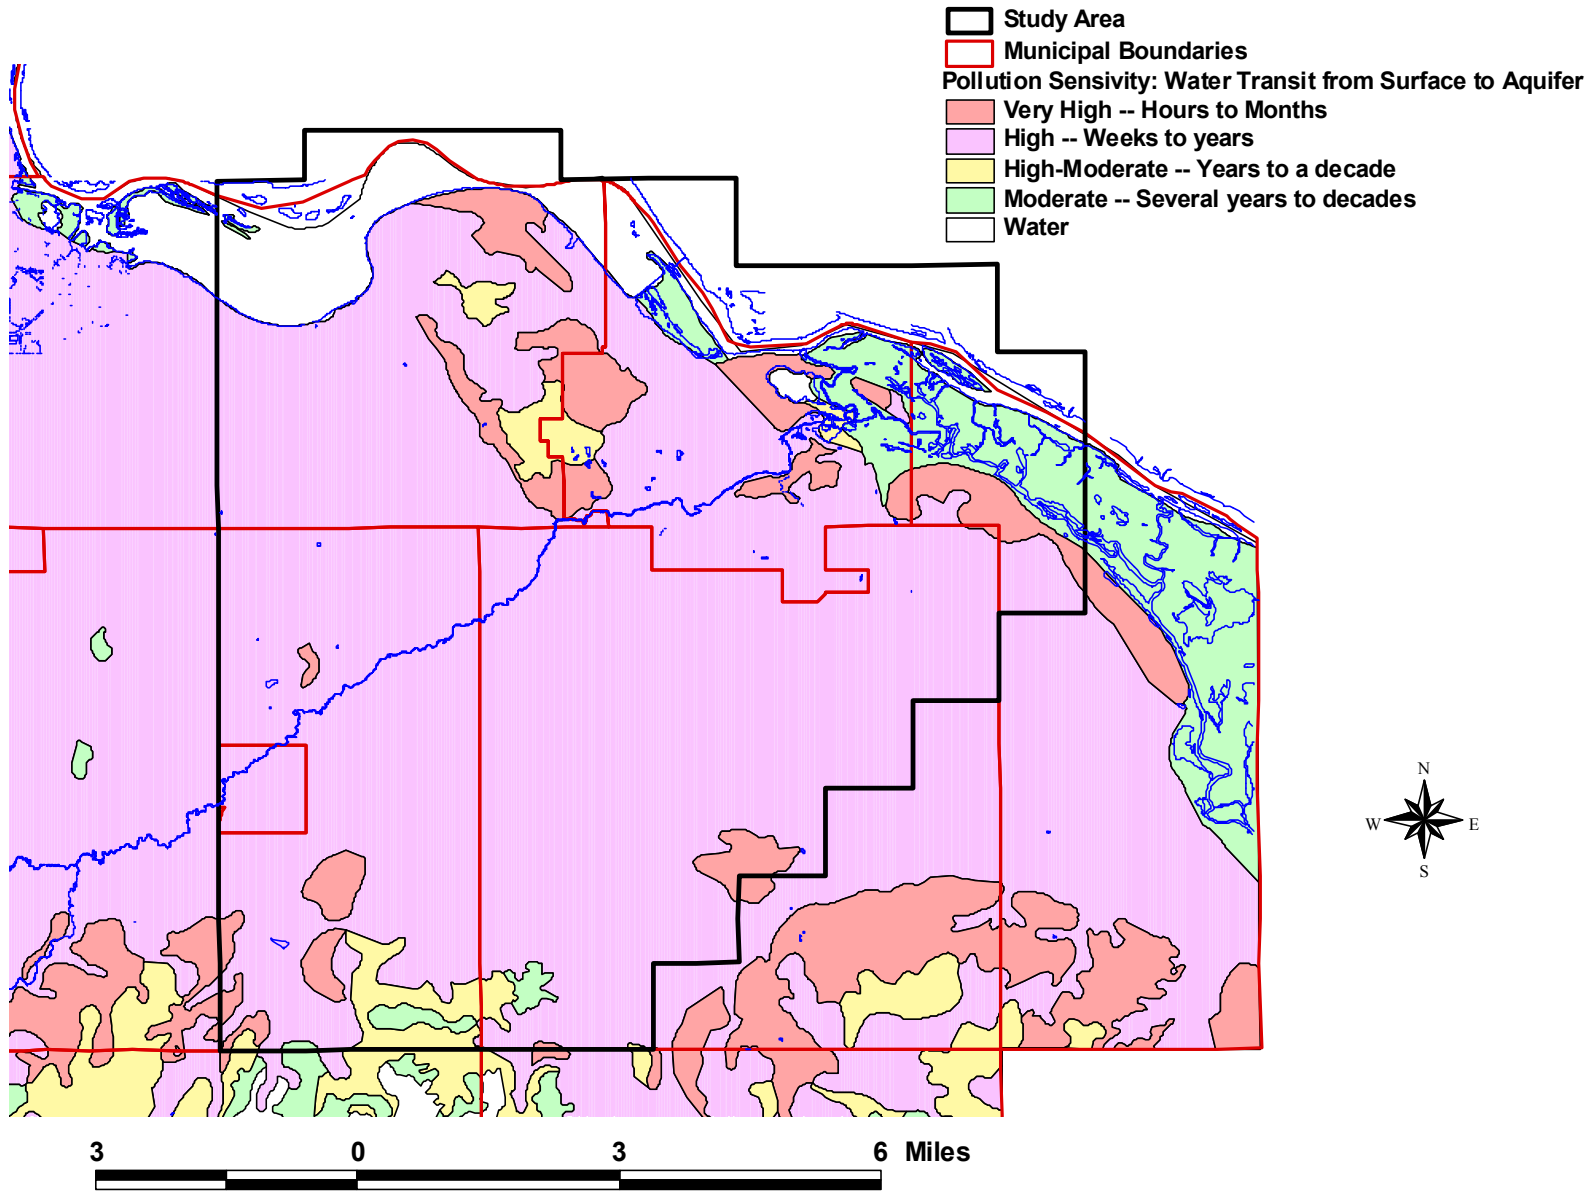 Study Area
Municipal Boundaries
Pollution Sensivity: Water Transit from Surface to Aquifer
Very High -- Hours to Months
High -- Weeks to years
High-Moderate -- Years to a decade
Moderate -- Several years to decades
Water
N
W E
S
3 0 3 6 Miles